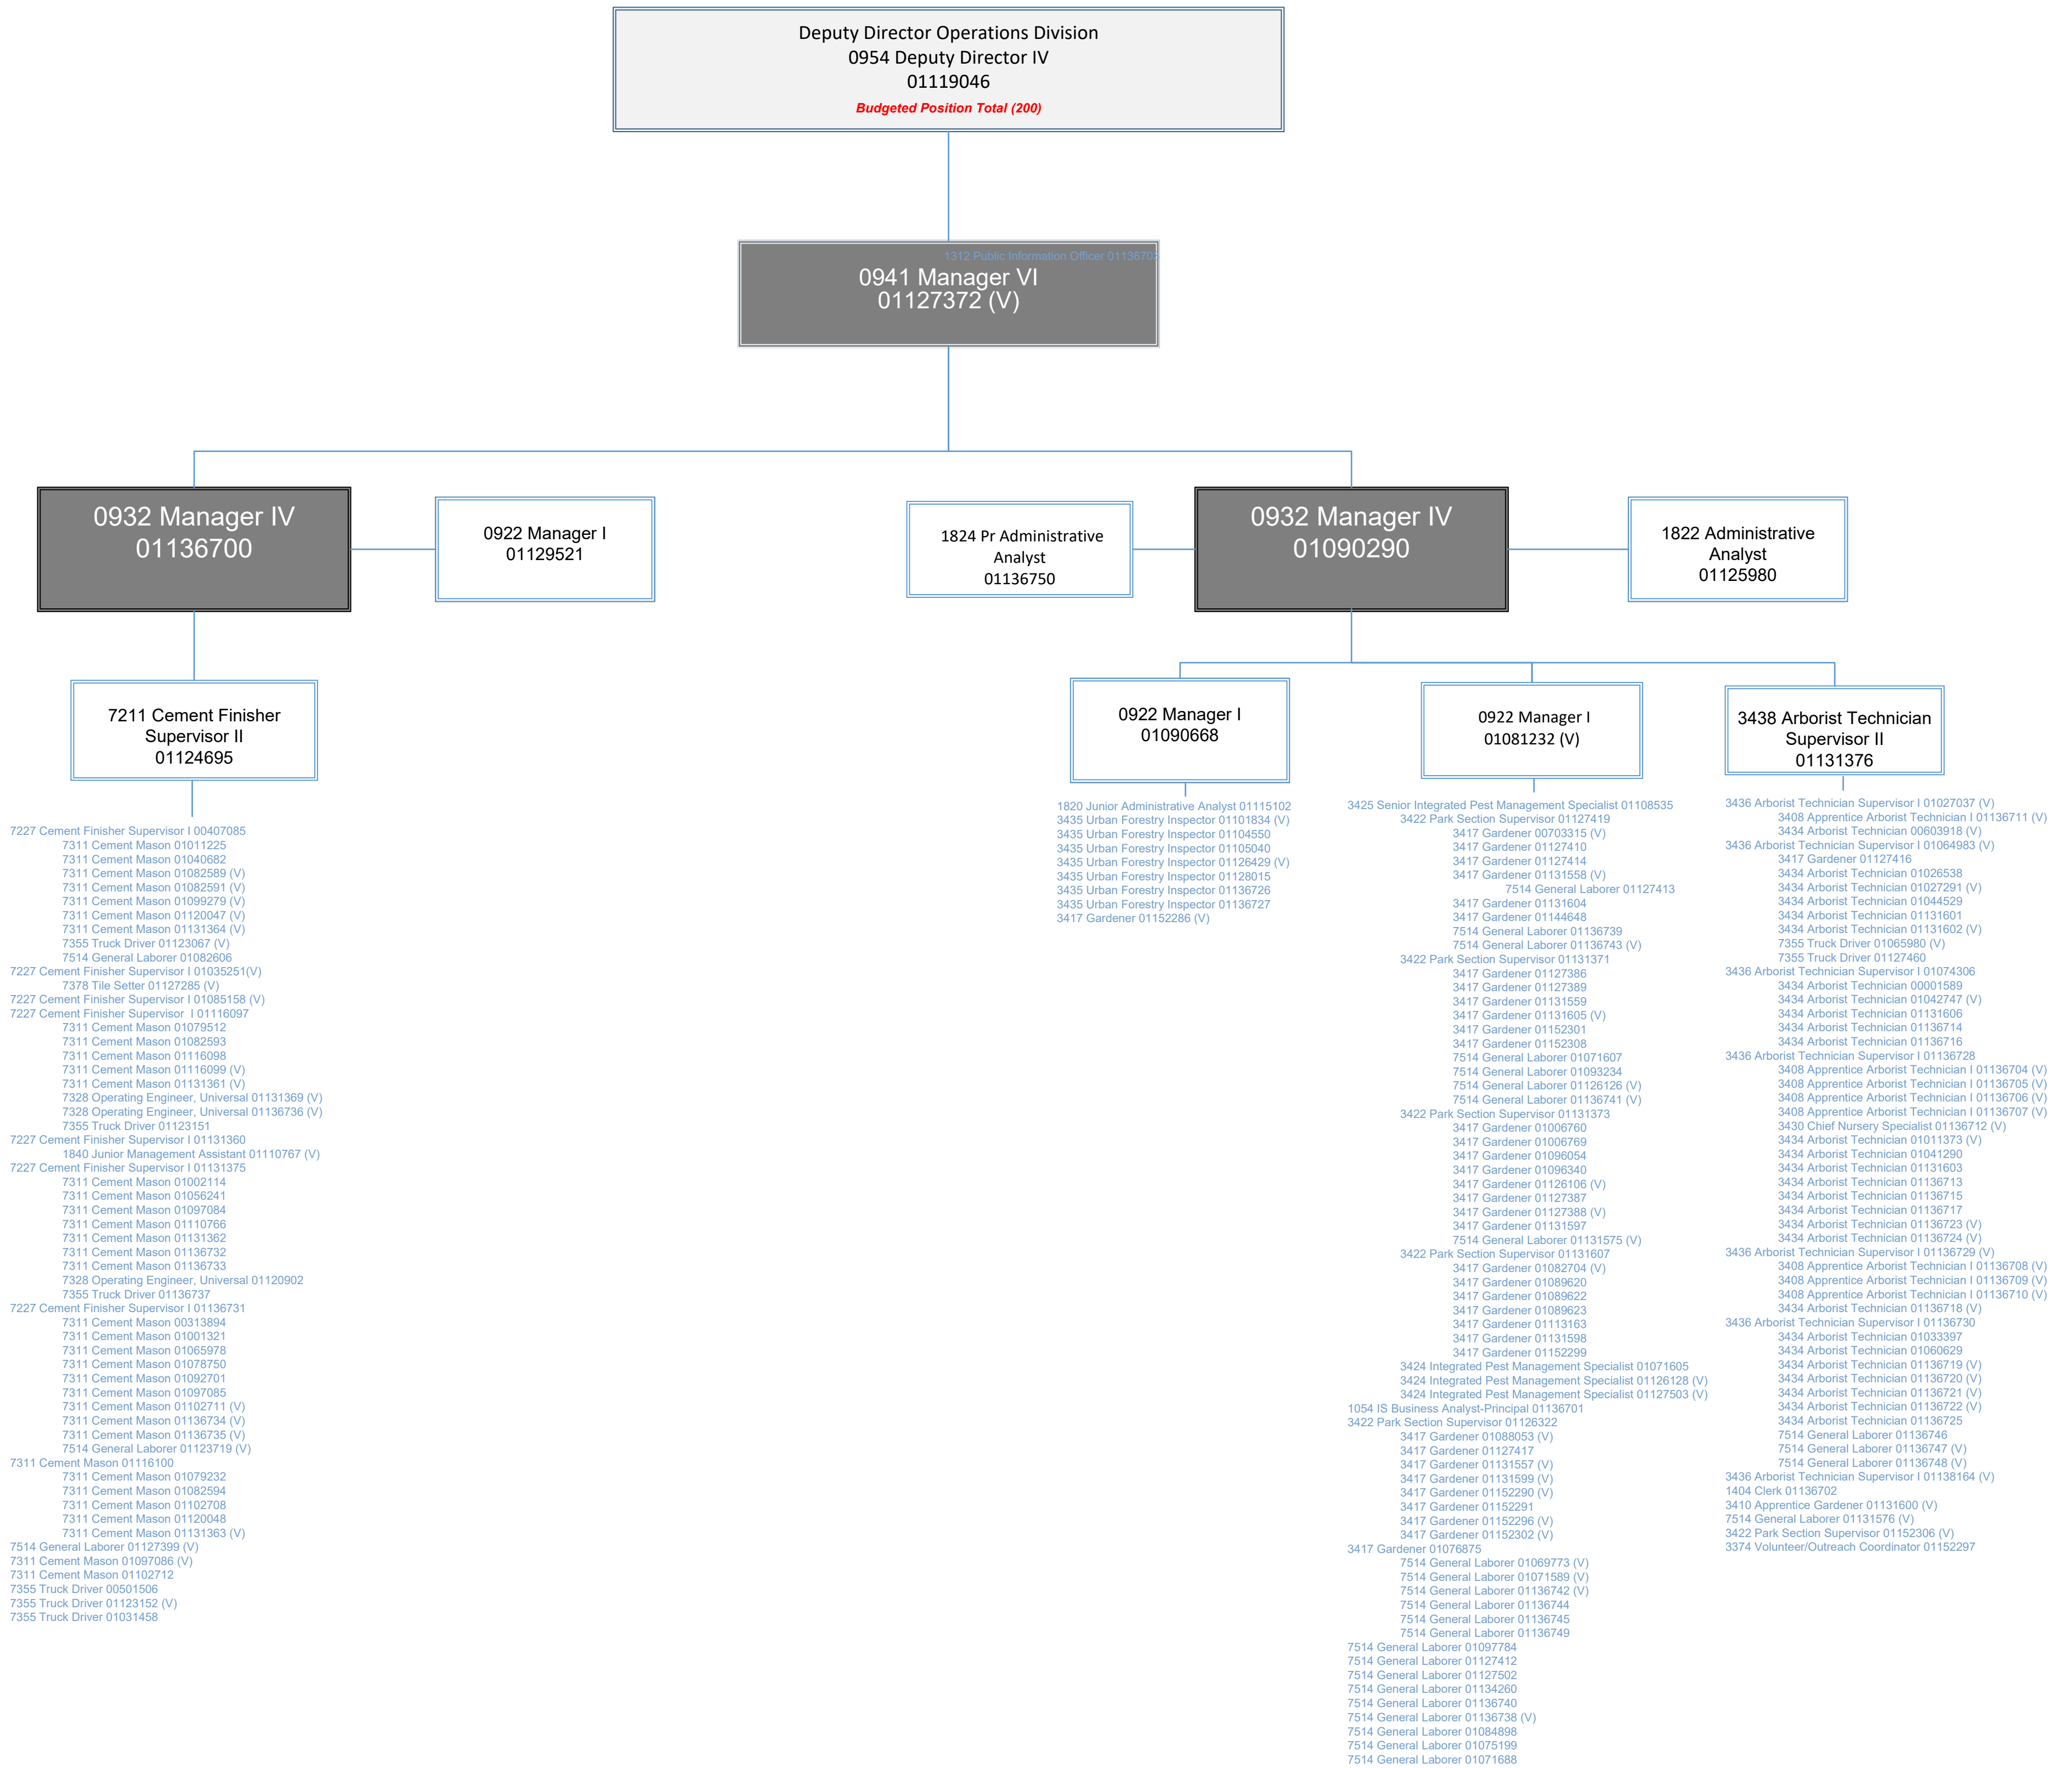 Deputy Director Operations Division
0954 Deputy Director IV
01119046
Budgeted Position Total (200)
1312 Public Information Officer 01136703
0941 Manager VI
01127372 (V)
0932 Manager IV
01136700
0922 Manager I
01129521
1824 Pr Administrative
Analyst
01136750
0932 Manager IV
01090290
1822 Administrative
Analyst
01125980
7211 Cement Finisher
Supervisor II
01124695
7227 Cement Finisher Supervisor I 00407085
7311 Cement Mason 01011225
7311 Cement Mason 01040682
7311 Cement Mason 01082589 (V)
7311 Cement Mason 01082591 (V)
7311 Cement Mason 01099279 (V)
7311 Cement Mason 01120047 (V)
7311 Cement Mason 01131364 (V)
7355 Truck Driver 01123067 (V)
7514 General Laborer 01082606
7227 Cement Finisher Supervisor I 01035251(V)
7378 Tile Setter 01127285 (V)
7227 Cement Finisher Supervisor I 01085158 (V)
7227 Cement Finisher Supervisor  I 01116097
7311 Cement Mason 01079512
7311 Cement Mason 01082593
7311 Cement Mason 01116098
7311 Cement Mason 01116099 (V)
7311 Cement Mason 01131361 (V)
7328 Operating Engineer, Universal 01131369 (V)
7328 Operating Engineer, Universal 01136736 (V)
7355 Truck Driver 01123151
7227 Cement Finisher Supervisor I 01131360
1840 Junior Management Assistant 01110767 (V)
7227 Cement Finisher Supervisor I 01131375
7311 Cement Mason 01002114
7311 Cement Mason 01056241
7311 Cement Mason 01097084
7311 Cement Mason 01110766
7311 Cement Mason 01131362
7311 Cement Mason 01136732
7311 Cement Mason 01136733
7328 Operating Engineer, Universal 01120902
7355 Truck Driver 01136737
7227 Cement Finisher Supervisor I 01136731
7311 Cement Mason 00313894
7311 Cement Mason 01001321
7311 Cement Mason 01065978
7311 Cement Mason 01078750
7311 Cement Mason 01092701
7311 Cement Mason 01097085
7311 Cement Mason 01102711 (V)
7311 Cement Mason 01136734 (V)
7311 Cement Mason 01136735 (V)
7514 General Laborer 01123719 (V)
7311 Cement Mason 01116100
7311 Cement Mason 01079232
7311 Cement Mason 01082594
7311 Cement Mason 01102708
7311 Cement Mason 01120048
7311 Cement Mason 01131363 (V)
7514 General Laborer 01127399 (V)
7311 Cement Mason 01097086 (V)
7311 Cement Mason 01102712
7355 Truck Driver 00501506
7355 Truck Driver 01123152 (V)
7355 Truck Driver 01031458
0922 Manager I
01090668
1820 Junior Administrative Analyst 01115102
3435 Urban Forestry Inspector 01101834 (V)
3435 Urban Forestry Inspector 01104550
3435 Urban Forestry Inspector 01105040
3435 Urban Forestry Inspector 01126429 (V)
3435 Urban Forestry Inspector 01128015
3435 Urban Forestry Inspector 01136726
3435 Urban Forestry Inspector 01136727
3417 Gardener 01152286 (V)
0922 Manager I
01081232 (V)
3425 Senior Integrated Pest Management Specialist 01108535
3422 Park Section Supervisor 01127419
3417 Gardener 00703315 (V)
3417 Gardener 01127410
3417 Gardener 01127414
3417 Gardener 01131558 (V)
7514 General Laborer 01127413
3417 Gardener 01131604
3417 Gardener 01144648
7514 General Laborer 01136739
7514 General Laborer 01136743 (V)
3422 Park Section Supervisor 01131371
3417 Gardener 01127386
3417 Gardener 01127389
3417 Gardener 01131559
3417 Gardener 01131605 (V)
3417 Gardener 01152301
3417 Gardener 01152308
7514 General Laborer 01071607
7514 General Laborer 01093234
7514 General Laborer 01126126 (V)
7514 General Laborer 01136741 (V)
3422 Park Section Supervisor 01131373
3417 Gardener 01006760
3417 Gardener 01006769
3417 Gardener 01096054
3417 Gardener 01096340
3417 Gardener 01126106 (V)
3417 Gardener 01127387
3417 Gardener 01127388 (V)
3417 Gardener 01131597
7514 General Laborer 01131575 (V)
3422 Park Section Supervisor 01131607
3417 Gardener 01082704 (V)
3417 Gardener 01089620
3417 Gardener 01089622
3417 Gardener 01089623
3417 Gardener 01113163
3417 Gardener 01131598
3417 Gardener 01152299
3424 Integrated Pest Management Specialist 01071605
3424 Integrated Pest Management Specialist 01126128 (V)
3424 Integrated Pest Management Specialist 01127503 (V)
1054 IS Business Analyst-Principal 01136701
3422 Park Section Supervisor 01126322
3417 Gardener 01088053 (V)
3417 Gardener 01127417
3417 Gardener 01131557 (V)
3417 Gardener 01131599 (V)
3417 Gardener 01152290 (V)
3417 Gardener 01152291
3417 Gardener 01152296 (V)
3417 Gardener 01152302 (V)
3417 Gardener 01076875
7514 General Laborer 01069773 (V)
7514 General Laborer 01071589 (V)
7514 General Laborer 01136742 (V)
7514 General Laborer 01136744
7514 General Laborer 01136745
7514 General Laborer 01136749
7514 General Laborer 01097784
7514 General Laborer 01127412
7514 General Laborer 01127502
7514 General Laborer 01134260
7514 General Laborer 01136740
7514 General Laborer 01136738 (V)
7514 General Laborer 01084898
7514 General Laborer 01075199
7514 General Laborer 01071688
3438 Arborist Technician
Supervisor II
01131376
3436 Arborist Technician Supervisor I 01027037 (V)
3408 Apprentice Arborist Technician I 01136711 (V)
3434 Arborist Technician 00603918 (V)
3436 Arborist Technician Supervisor I 01064983 (V)
3417 Gardener 01127416
3434 Arborist Technician 01026538
3434 Arborist Technician 01027291 (V)
3434 Arborist Technician 01044529
3434 Arborist Technician 01131601
3434 Arborist Technician 01131602 (V)
7355 Truck Driver 01065980 (V)
7355 Truck Driver 01127460
3436 Arborist Technician Supervisor I 01074306
3434 Arborist Technician 00001589
3434 Arborist Technician 01042747 (V)
3434 Arborist Technician 01131606
3434 Arborist Technician 01136714
3434 Arborist Technician 01136716
3436 Arborist Technician Supervisor I 01136728
3408 Apprentice Arborist Technician I 01136704 (V)
3408 Apprentice Arborist Technician I 01136705 (V)
3408 Apprentice Arborist Technician I 01136706 (V)
3408 Apprentice Arborist Technician I 01136707 (V)
3430 Chief Nursery Specialist 01136712 (V)
3434 Arborist Technician 01011373 (V)
3434 Arborist Technician 01041290
3434 Arborist Technician 01131603
3434 Arborist Technician 01136713
3434 Arborist Technician 01136715
3434 Arborist Technician 01136717
3434 Arborist Technician 01136723 (V)
3434 Arborist Technician 01136724 (V)
3436 Arborist Technician Supervisor I 01136729 (V)
3408 Apprentice Arborist Technician I 01136708 (V)
3408 Apprentice Arborist Technician I 01136709 (V)
3408 Apprentice Arborist Technician I 01136710 (V)
3434 Arborist Technician 01136718 (V)
3436 Arborist Technician Supervisor I 01136730
3434 Arborist Technician 01033397
3434 Arborist Technician 01060629
3434 Arborist Technician 01136719 (V)
3434 Arborist Technician 01136720 (V)
3434 Arborist Technician 01136721 (V)
3434 Arborist Technician 01136722 (V)
3434 Arborist Technician 01136725
7514 General Laborer 01136746
7514 General Laborer 01136747 (V)
7514 General Laborer 01136748 (V)
3436 Arborist Technician Supervisor I 01138164 (V)
1404 Clerk 01136702
3410 Apprentice Gardener 01131600 (V)
7514 General Laborer 01131576 (V)
3422 Park Section Supervisor 01152306 (V)
3374 Volunteer/Outreach Coordinator 01152297